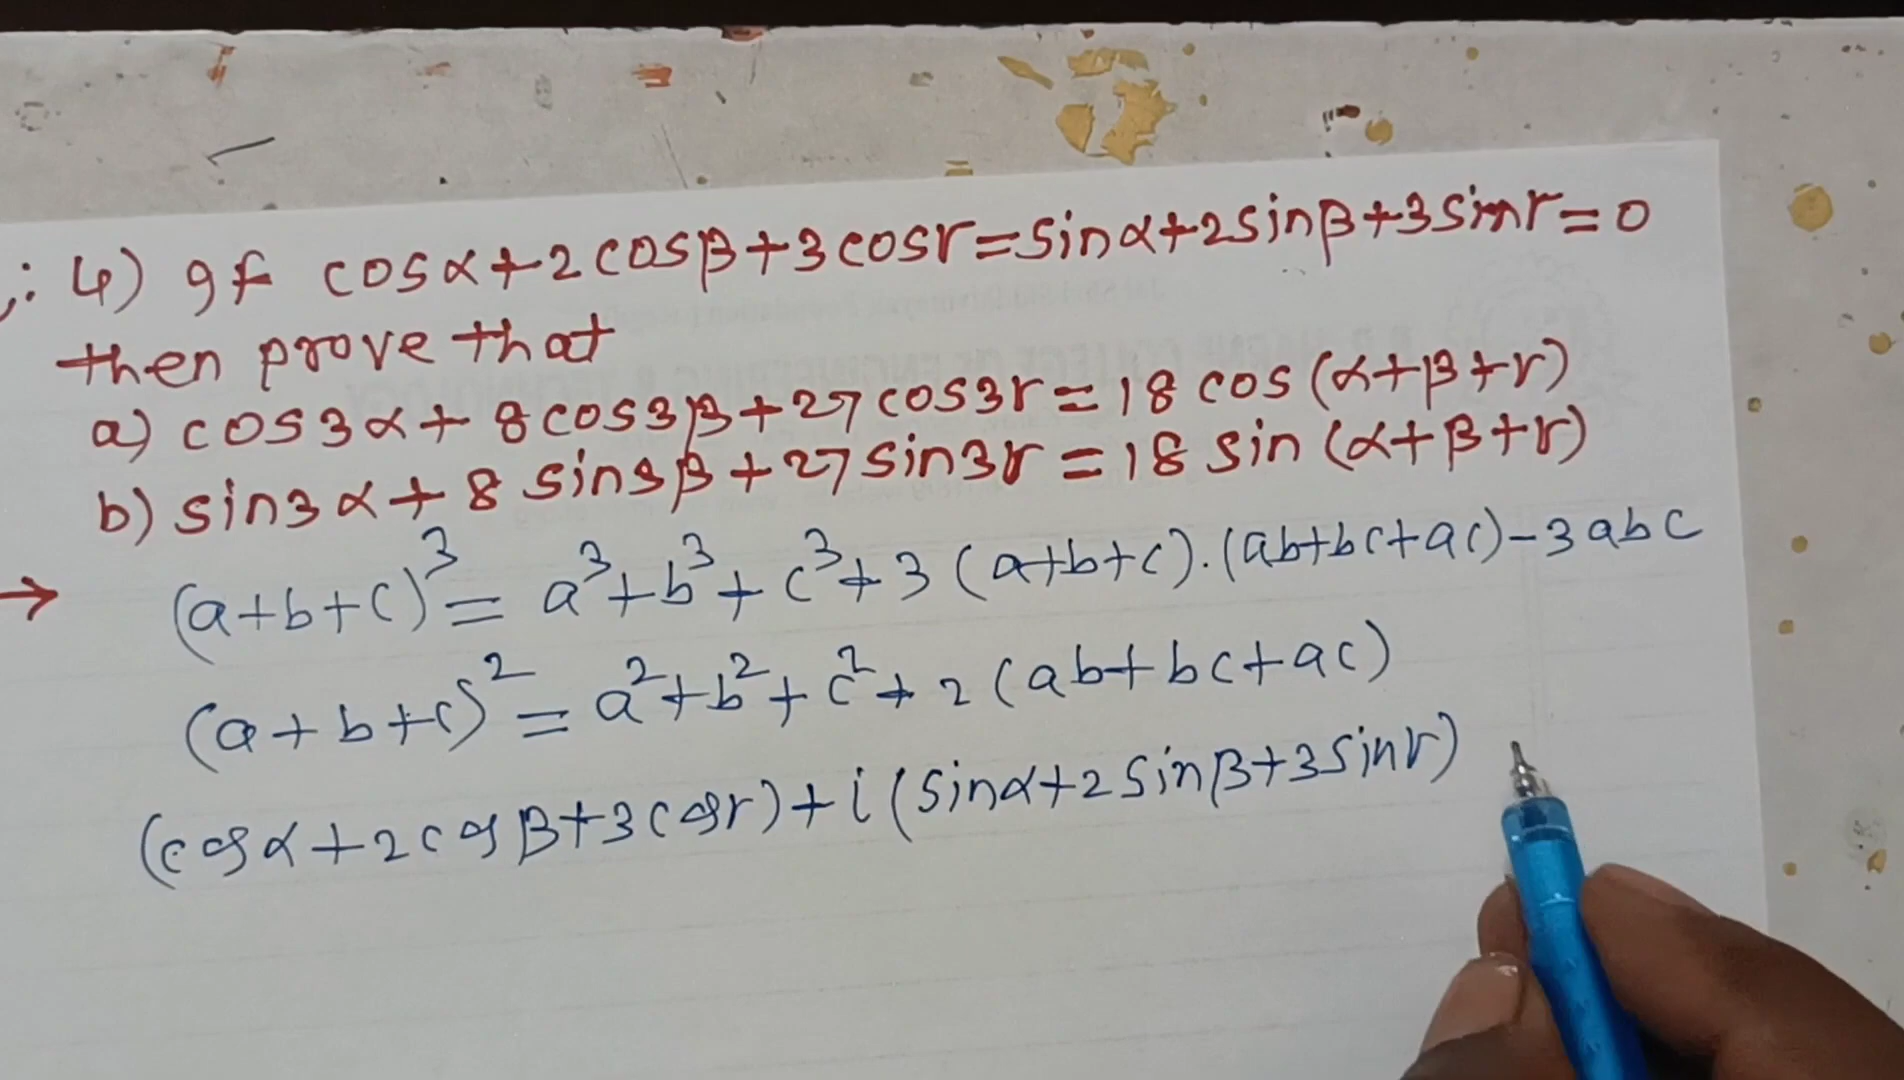 4) If cosα+2cosβ+3cosr=sinα+2sinβ+3sinr=0
then prove that
a) cos3α+8cos3β+27cos3r=18cos(α+β+r)
b) sin3α+8sin3β+27sin3r=18sin(α+β+r)
→ (a+b+c)³=a³+b³+c³+3(a+b+c).(ab+bc+ac)-3abc
(a+b+c)²=a²+b²+c²+2(ab+bc+ac)
(cosα+2cosβ+3cosr)+i(sinα+2sinβ+3sinr)